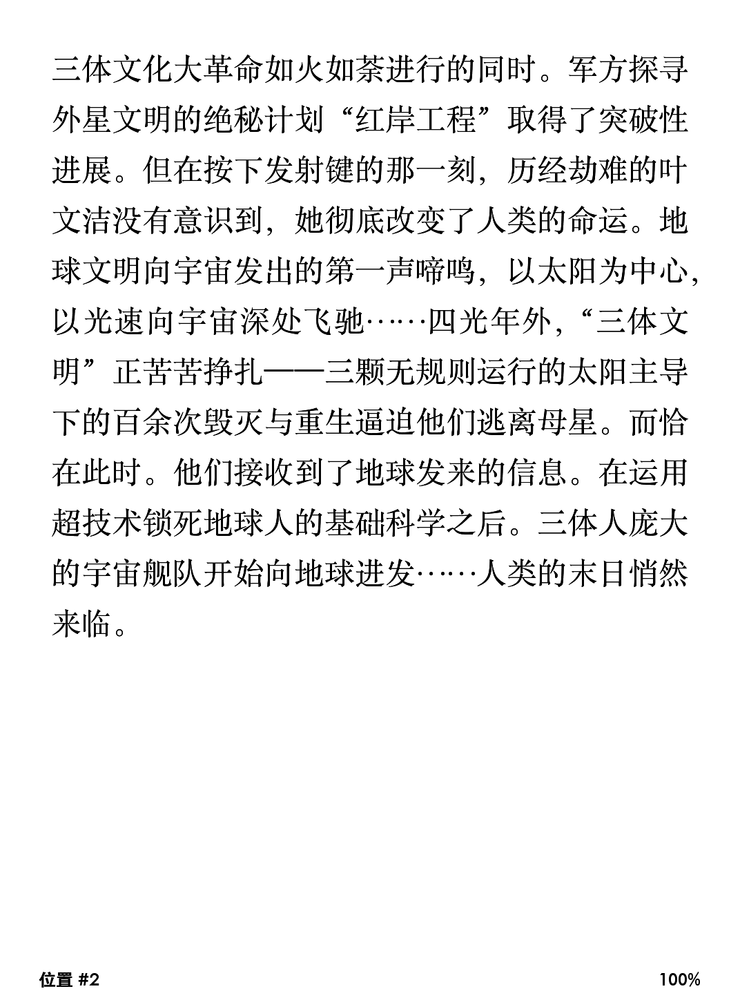 三体文化大革命如火如荼进行的同时。军方探寻
外星文明的绝秘计划“红岸工程”取得了突破性
进展。但在按下发射键的那一刻，历经劫难的叶
文洁没有意识到，她彻底改变了人类的命运。地
球文明向宇宙发出的第一声啼鸣，以太阳为中心，
以光速向宇宙深处飞驰……四光年外，“三体文
明”正苦苦挣扎——三颗无规则运行的太阳主导
下的百余次毁灭与重生逼迫他们逃离母星。而恰
在此时。他们接收到了地球发来的信息。在运用
超技术锁死地球人的基础科学之后。三体人庞大
的宇宙舰队开始向地球进发……人类的末日悄然
来临。
位置 #2 100%